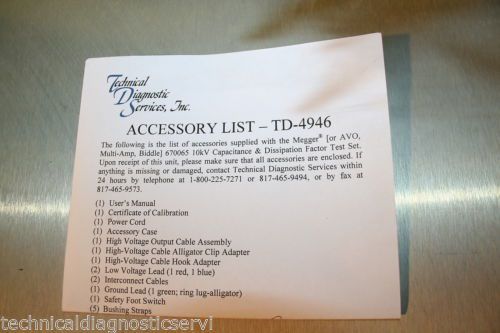 Technical
Diagnostic
Services, Inc.
ACCESSORY LIST – TD-4946
The following is the list of accessories supplied with the Megger® [or AVO,
Multi-Amp, Biddle] 670065 10kV Capacitance & Dissipation Factor Test Set.
Upon receipt of this unit, please make sure that all accessories are enclosed. If
anything is missing or damaged, contact Technical Diagnostic Services within
24 hours by telephone at 1-800-225-7271 or 817-465-9494, or by fax at
817-465-9573.
(1) User's Manual
(1) Certificate of Calibration
(1) Power Cord
(1) Accessory Case
(1) High Voltage Output Cable Assembly
(1) High-Voltage Cable Alligator Clip Adapter
(1) High-Voltage Cable Hook Adapter
(2) Low Voltage Lead (1 red, 1 blue)
(2) Interconnect Cables
(1) Ground Lead (1 green; ring lug-alligator)
(1) Safety Foot Switch
(5) Bushing Straps
technicaldiagnosticservi